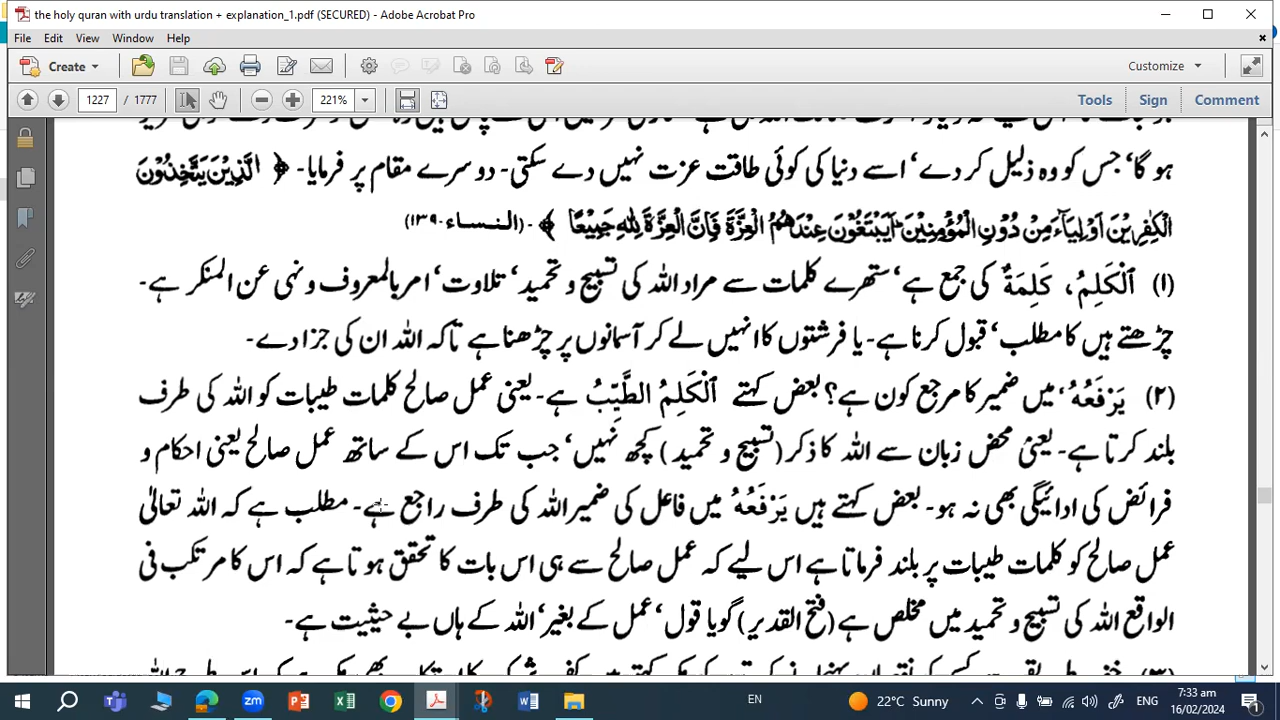 the holy quran with urdu translation + explanation_1.pdf (SECURED) - Adobe Acrobat Pro
File Edit View Window Help
Create Customize
1227 / 1777 221% Tools Sign Comment
ہو گا‘ جس کو وہ ذلیل کر دے‘ اسے دنیا کی کوئی طاقت عزت نہیں دے سکتی۔ دوسرے مقام پر فرمایا۔ ﴿ الَّذِيْنَ يَتَّخِذُوْنَ
الْكٰفِرِيْنَ اَوْلِيَآءَ مِنْ دُوْنِ الْمُؤْمِنِيْنَ ۭ اَيَبْتَغُوْنَ عِنْدَهُمُ الْعِزَّةَ فَاِنَّ الْعِزَّةَ لِلّٰهِ جَمِيْعًا ﴾۔ (النساء۔۱۳۹)
(۱) اَلْكَلِمُ، كَلِمَةٌ کی جمع ہے‘ ستھرے کلمات سے مراد اللہ کی تسبیح و تحمید‘ تلاوت‘ امربالمعروف و نہی عن المنکر ہے۔
چڑھتے ہیں کا مطلب‘ قبول کرنا ہے۔ یا فرشتوں کا انہیں لے کر آسمانوں پر چڑھنا ہے تاکہ اللہ ان کی جزا دے۔
(۲) يَرْفَعُهُ‘ میں ضمیر کا مرجع کون ہے؟ بعض کہتے اَلْكَلِمُ الطَّيِّبُ ہے۔ یعنی عمل صالح کلمات طیبات کو اللہ کی طرف
بلند کرتا ہے۔ یعنی محض زبان سے اللہ کا ذکر (تسبیح و تحمید) کچھ نہیں‘ جب تک اس کے ساتھ عمل صالح یعنی احکام و
فرائض کی ادائیگی بھی نہ ہو۔ بعض کہتے ہیں يَرْفَعُهُ میں فاعل کی ضمیر اللہ کی طرف راجع ہے۔ مطلب ہے کہ اللہ تعالیٰ
عمل صالح کو کلمات طیبات پر بلند فرماتا ہے اس لیے کہ عمل صالح سے ہی اس بات کا تحقق ہوتا ہے کہ اس کا مرتکب فی
الواقع اللہ کی تسبیح و تحمید میں مخلص ہے (فتح القدیر) گویا قول‘ عمل کے بغیر‘ اللہ کے ہاں بے حیثیت ہے۔
EN 22°C Sunny ENG 7:33 am
16/02/2024